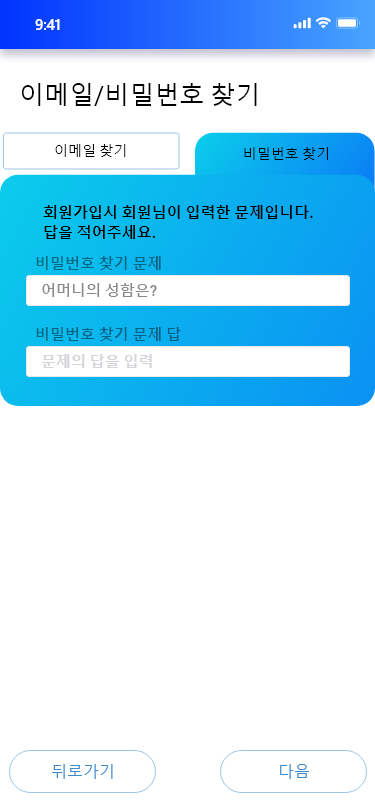 9:41
이메일/비밀번호 찾기
이메일 찾기
비밀번호 찾기
회원가입시 회원님이 입력한 문제입니다.
답을 적어주세요.
비밀번호 찾기 문제
어머니의 성함은?
비밀번호 찾기 문제 답
문제의 답을 입력
뒤로가기
다음